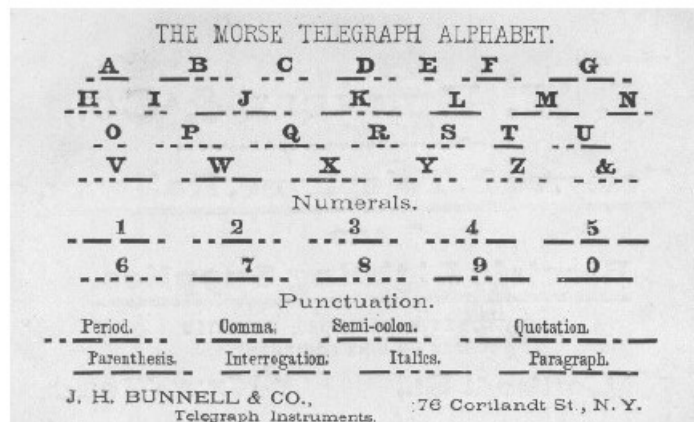 THE MORSE TELEGRAPH ALPHABET.
A B C D E F G
H I J K L M N
O P Q R S T U
V W X Y Z &
Numerals.
1 2 3 4 5
6 7 8 9 0
Punctuation.
Period. Comma. Semi-colon. Quotation.
Parenthesis. Interrogation. Italics. Paragraph.
J. H. BUNNELL & CO., 76 Cortlandt St., N. Y.
Telegraph Instruments.